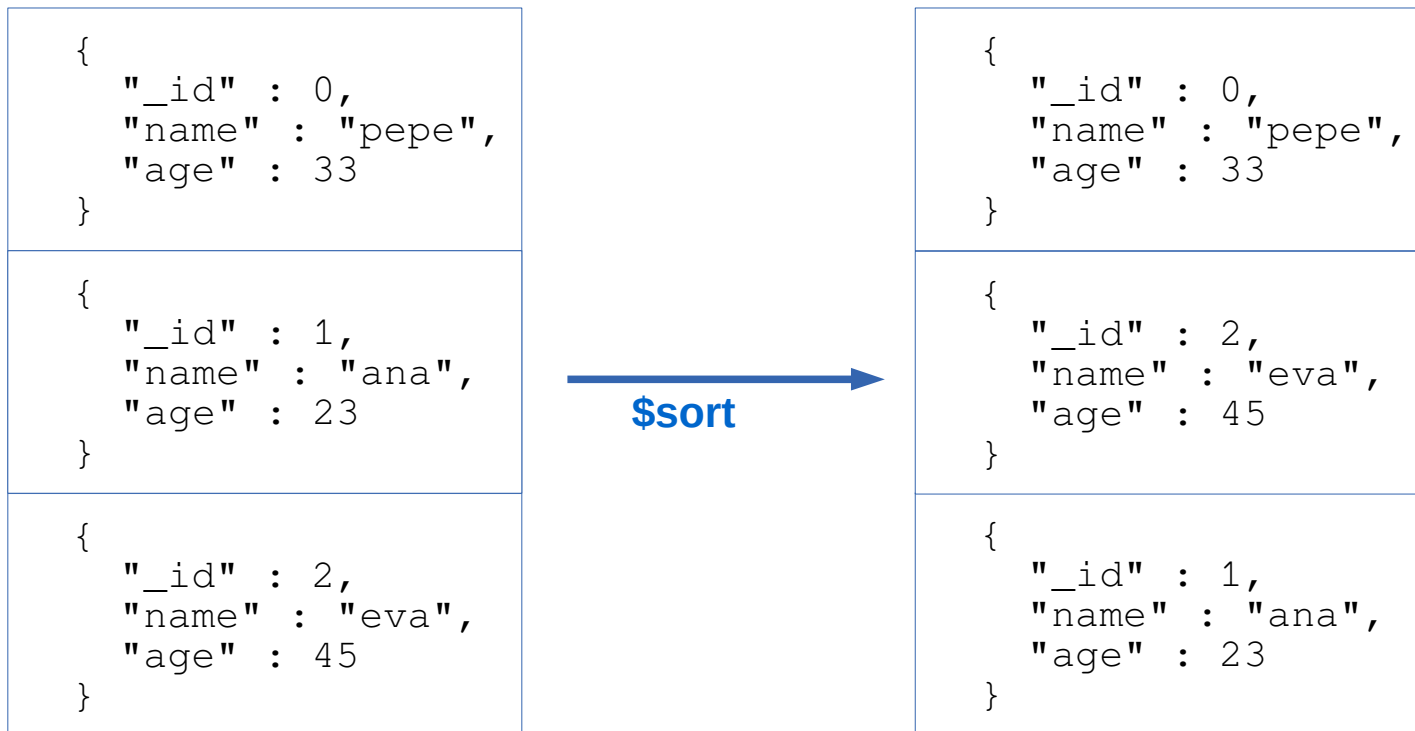 {
"_id" : 0,
"name" : "pepe",
"age" : 33
}
{
"_id" : 1,
"name" : "ana",
"age" : 23
}
{
"_id" : 2,
"name" : "eva",
"age" : 45
}
$sort
{
"_id" : 0,
"name" : "pepe",
"age" : 33
}
{
"_id" : 2,
"name" : "eva",
"age" : 45
}
{
"_id" : 1,
"name" : "ana",
"age" : 23
}